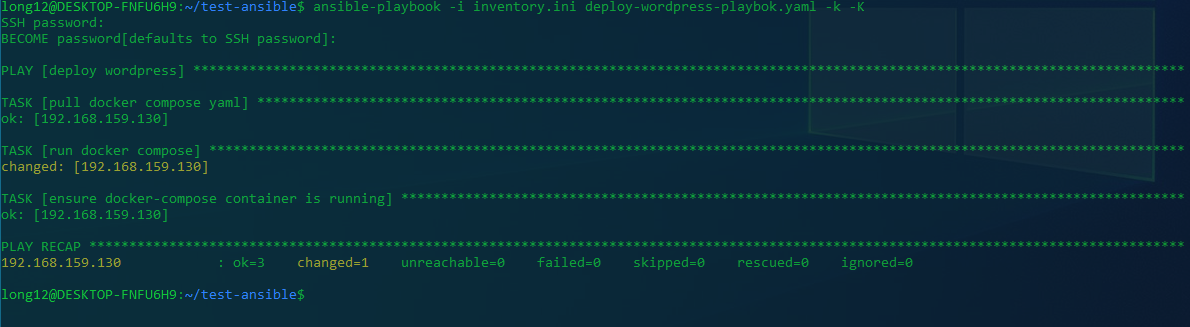 long12@DESKTOP-FNFU6H9:~/test-ansible$ ansible-playbook -i inventory.ini deploy-wordpress-playbok.yaml -k -K
SSH password:
BECOME password[defaults to SSH password]:
PLAY [deploy wordpress] ****************************************************************************************************************************
TASK [pull docker compose yaml] ********************************************************************************************************************
ok: [192.168.159.130]
TASK [run docker compose] **************************************************************************************************************************
changed: [192.168.159.130]
TASK [ensure docker-compose container is running] **************************************************************************************************
ok: [192.168.159.130]
PLAY RECAP *****************************************************************************************************************************************
192.168.159.130            : ok=3    changed=1    unreachable=0    failed=0    skipped=0    rescued=0    ignored=0
long12@DESKTOP-FNFU6H9:~/test-ansible$